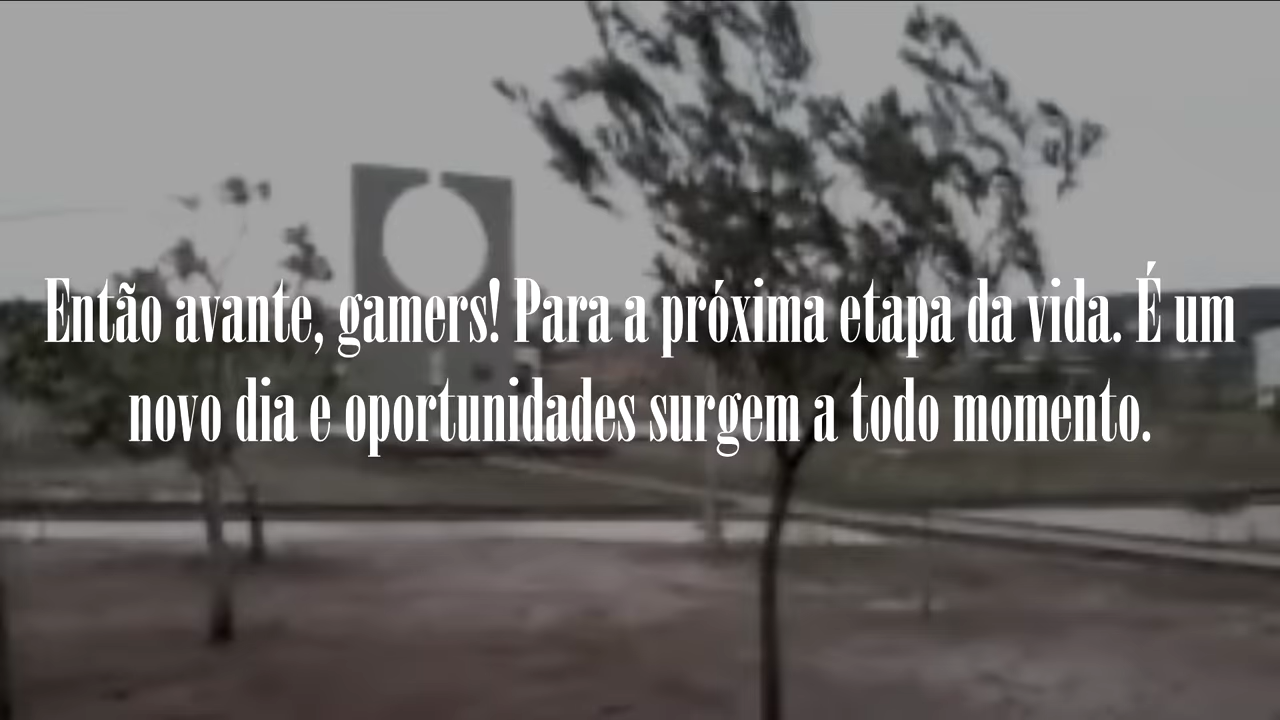 Então avante, gamers! Para a próxima etapa da vida. É um
novo dia e oportunidades surgem a todo momento.